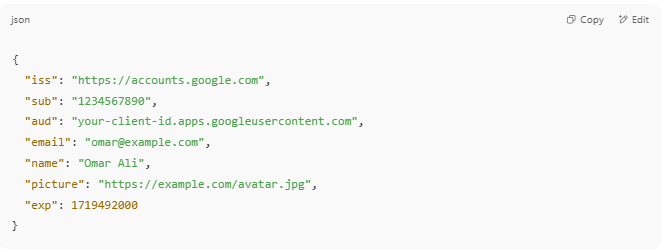 json
Copy
Edit
{
"iss": "https://accounts.google.com",
"sub": "1234567890",
"aud": "your-client-id.apps.googleusercontent.com",
"email": "omar@example.com",
"name": "Omar Ali",
"picture": "https://example.com/avatar.jpg",
"exp": 1719492000
}